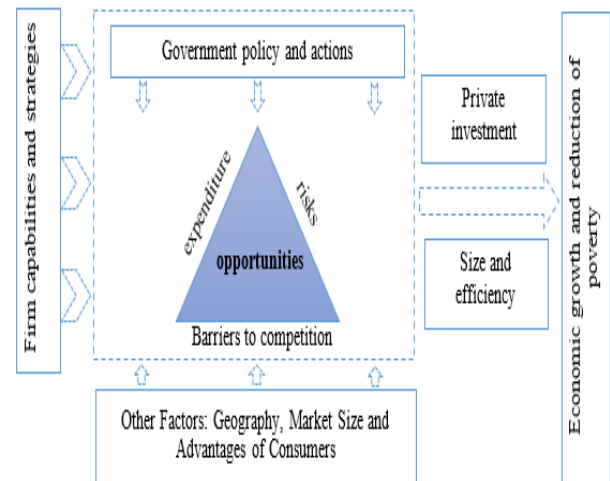 Firm capabilities and strategies
Government policy and actions
expenditure
risks
opportunities
Barriers to competition
Other Factors: Geography, Market Size and
Advantages of Consumers
Private
investment
Size and
efficiency
Economic growth and reduction of
poverty